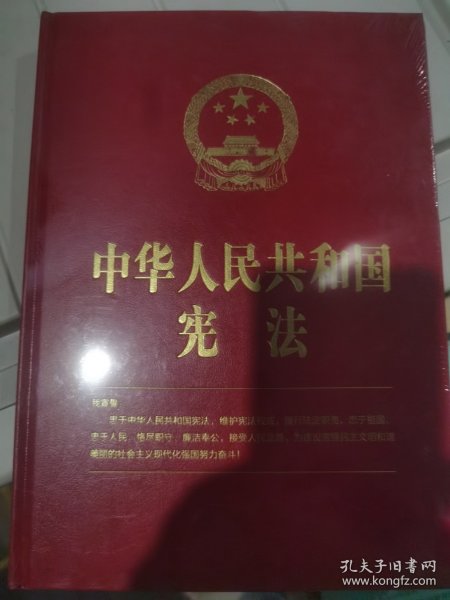 中华人民共和国
宪法
我宣誓：
忠于中华人民共和国宪法，维护宪法权威，履行法定职责，忠于祖国、
忠于人民，恪尽职守、廉洁奉公，接受人民监督，为建设富强民主文明和谐
美丽的社会主义现代化强国努力奋斗！
孔夫子旧书网
www.kongfz.com